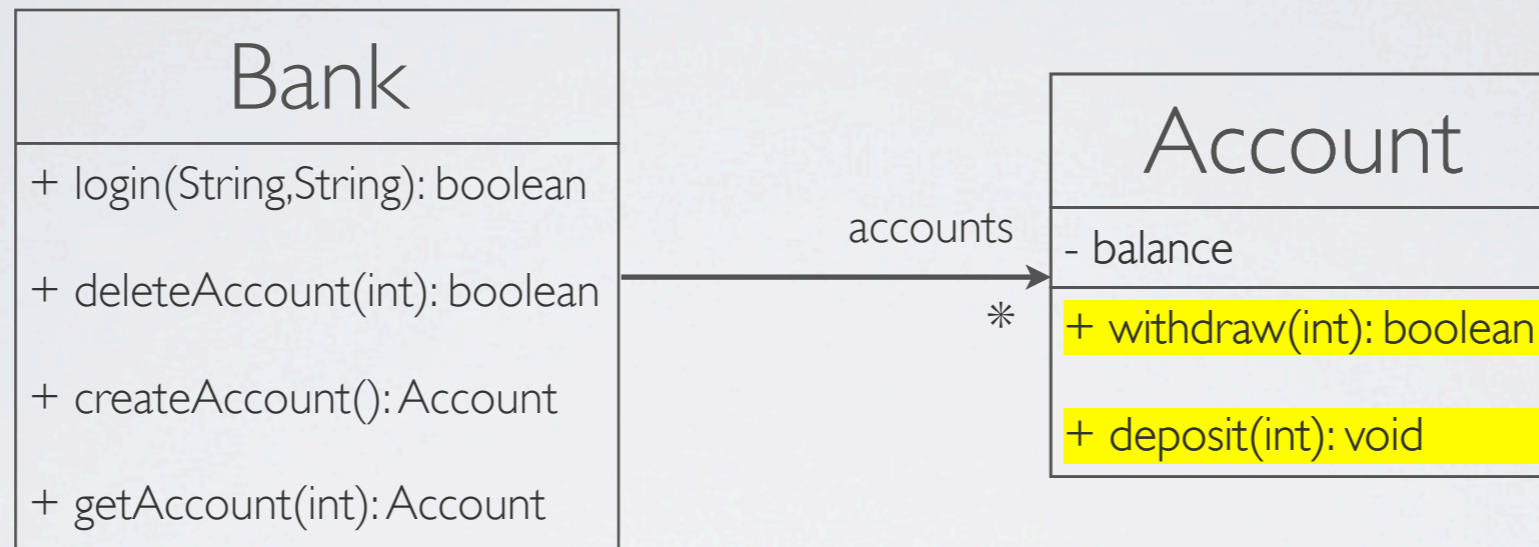 Bank
+ login(String,String): boolean
+ deleteAccount(int): boolean
+ createAccount(): Account
+ getAccount(int): Account
accounts
*
Account
- balance
+ withdraw(int): boolean
+ deposit(int): void